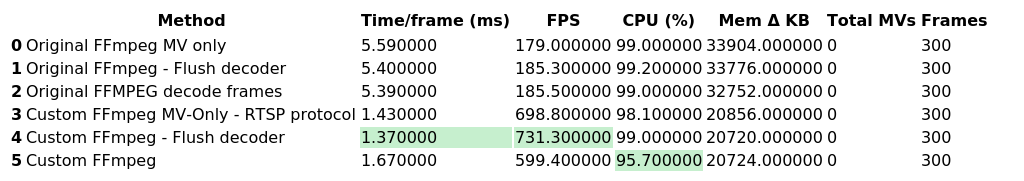 Method Time/frame (ms) FPS CPU (%) Mem Δ KB Total MVs Frames
0 Original FFmpeg MV only 5.590000 179.000000 99.000000 33904.000000 0 300
1 Original FFmpeg - Flush decoder 5.400000 185.300000 99.200000 33776.000000 0 300
2 Original FFMPEG decode frames 5.390000 185.500000 99.000000 32752.000000 0 300
3 Custom FFmpeg MV-Only - RTSP protocol 1.430000 698.800000 98.100000 20856.000000 0 300
4 Custom FFmpeg - Flush decoder 1.370000 731.300000 99.000000 20720.000000 0 300
5 Custom FFmpeg 1.670000 599.400000 95.700000 20724.000000 0 300